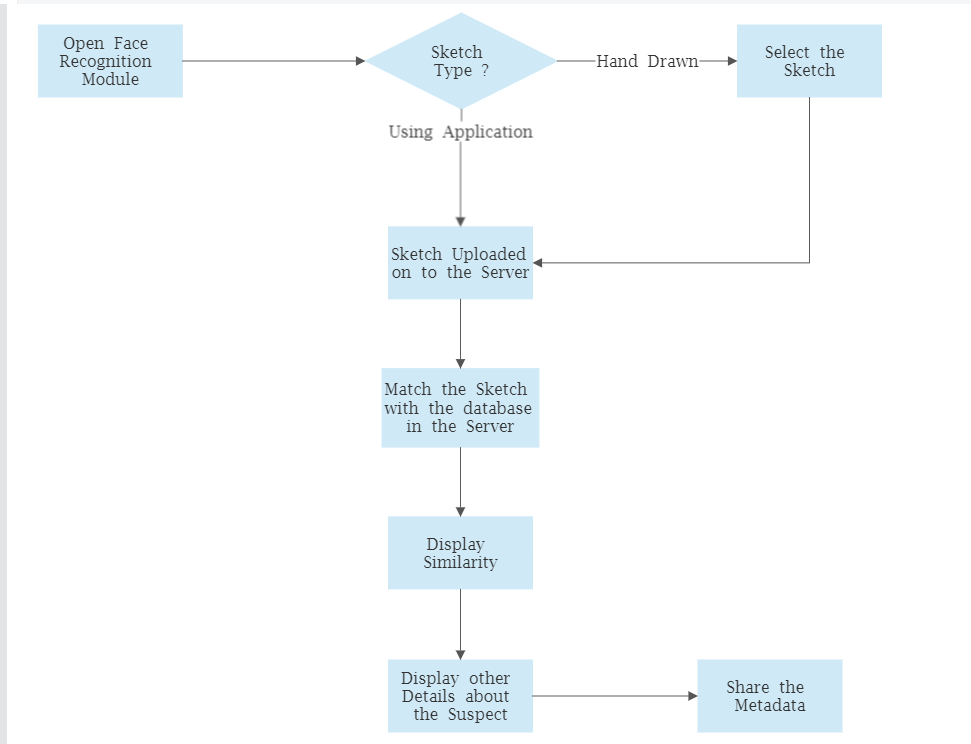 Open Face
Recognition
Module
Sketch
Type ?
Hand Drawn
Select the
Sketch
Using Application
Sketch Uploaded
on to the Server
Match the Sketch
with the database
in the Server
Display
Similarity
Display other
Details about
the Suspect
Share the
Metadata